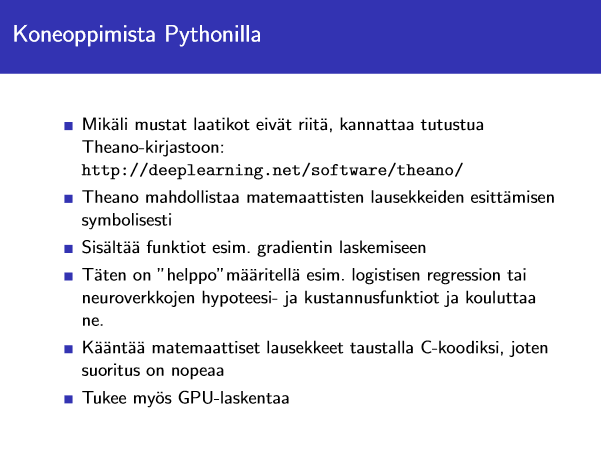 Koneoppimista Pythonilla
Mikäli mustat laatikot eivät riitä, kannattaa tutustua
Theano-kirjastoon:
http://deeplearning.net/software/theano/
Theano mahdollistaa matemaattisten lausekkeiden esittämisen
symbolisesti
Sisältää funktiot esim. gradientin laskemiseen
Täten on ”helppo”määritellä esim. logistisen regression tai
neuroverkkojen hypoteesi- ja kustannusfunktiot ja kouluttaa
ne.
Kääntää matemaattiset lausekkeet taustalla C-koodiksi, joten
suoritus on nopeaa
Tukee myös GPU-laskentaa